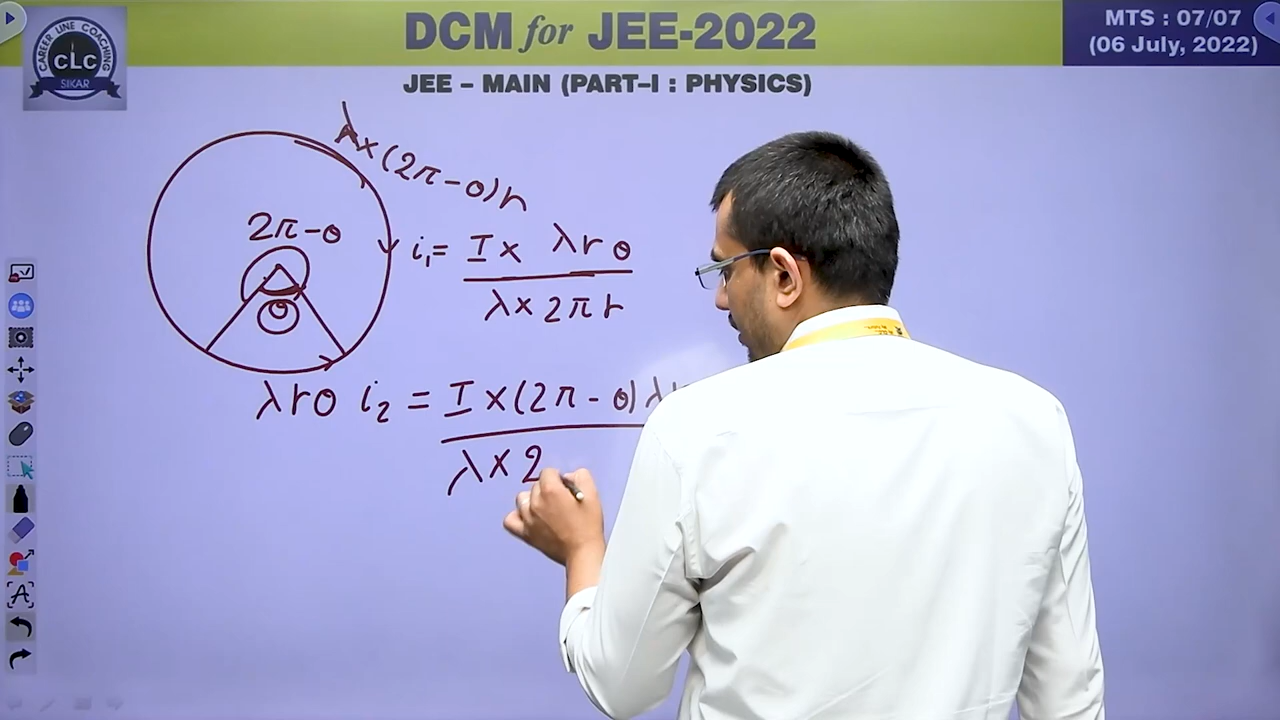 CAREER LINE COACHING
CLC
SIKAR
DCM for JEE-2022
MTS : 07/07
(06 July, 2022)
JEE – MAIN (PART–I : PHYSICS)
λ×(2π-θ)r
2π-θ
i₁= I× λrθ
λ×2πr
θ
λrθ i₂ = I×(2π-θ)λ
λ×2
A